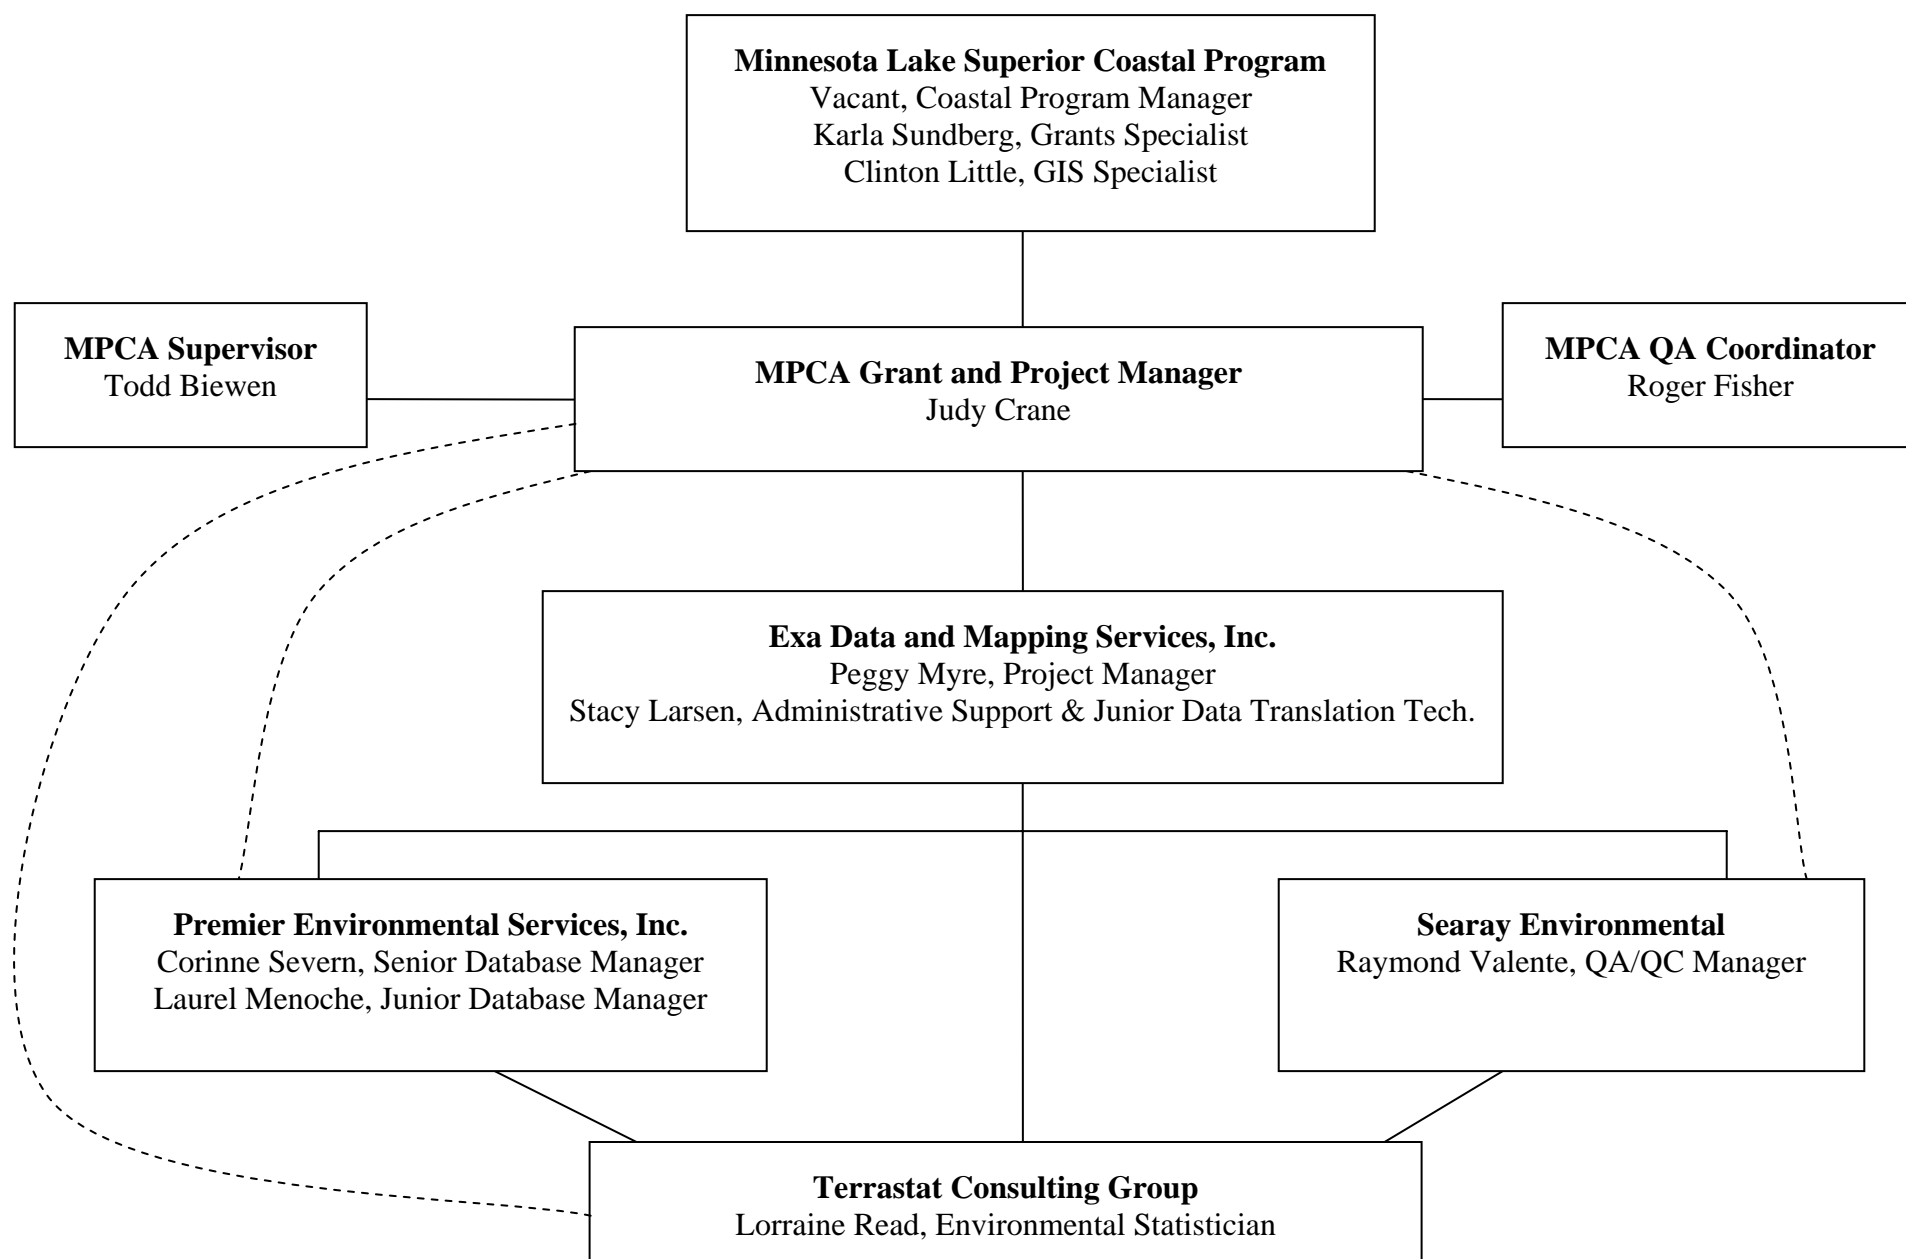 Minnesota Lake Superior Coastal Program
Vacant, Coastal Program Manager
Karla Sundberg, Grants Specialist
Clinton Little, GIS Specialist
MPCA Supervisor
Todd Biewen
MPCA Grant and Project Manager
Judy Crane
MPCA QA Coordinator
Roger Fisher
Exa Data and Mapping Services, Inc.
Peggy Myre, Project Manager
Stacy Larsen, Administrative Support & Junior Data Translation Tech.
Premier Environmental Services, Inc.
Corinne Severn, Senior Database Manager
Laurel Menoche, Junior Database Manager
Searay Environmental
Raymond Valente, QA/QC Manager
Terrastat Consulting Group
Lorraine Read, Environmental Statistician